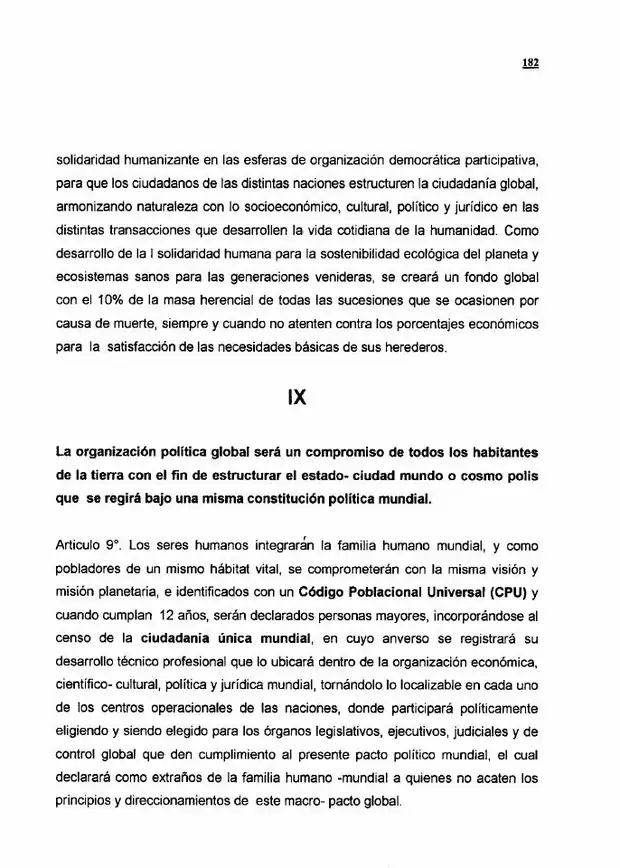 182
solidaridad humanizante en las esferas de organización democrática participativa,
para que los ciudadanos de las distintas naciones estructuren la ciudadanía global,
armonizando naturaleza con lo socioeconómico, cultural, político y jurídico en las
distintas transacciones que desarrollen la vida cotidiana de la humanidad. Como
desarrollo de la l solidaridad humana para la sostenibilidad ecológica del planeta y
ecosistemas sanos para las generaciones venideras, se creará un fondo global
con el 10% de la masa herencial de todas las sucesiones que se ocasionen por
causa de muerte, siempre y cuando no atenten contra los porcentajes económicos
para la satisfacción de las necesidades básicas de sus herederos.
IX
La organización política global será un compromiso de todos los habitantes
de la tierra con el fin de estructurar el estado- ciudad mundo o cosmo polis
que se regirá bajo una misma constitución política mundial.
Articulo 9°. Los seres humanos integrarán la familia humano mundial, y como
pobladores de un mismo hábitat vital, se comprometerán con la misma visión y
misión planetaria, e identificados con un Código Poblacional Universal (CPU) y
cuando cumplan 12 años, serán declarados personas mayores, incorporándose al
censo de la ciudadanía única mundial, en cuyo anverso se registrará su
desarrollo técnico profesional que lo ubicará dentro de la organización económica,
científico- cultural, política y jurídica mundial, tornándolo lo localizable en cada uno
de los centros operacionales de las naciones, donde participará políticamente
eligiendo y siendo elegido para los órganos legislativos, ejecutivos, judiciales y de
control global que den cumplimiento al presente pacto político mundial, el cual
declarará como extraños de la familia humano -mundial a quienes no acaten los
principios y direccionamientos de este macro- pacto global.